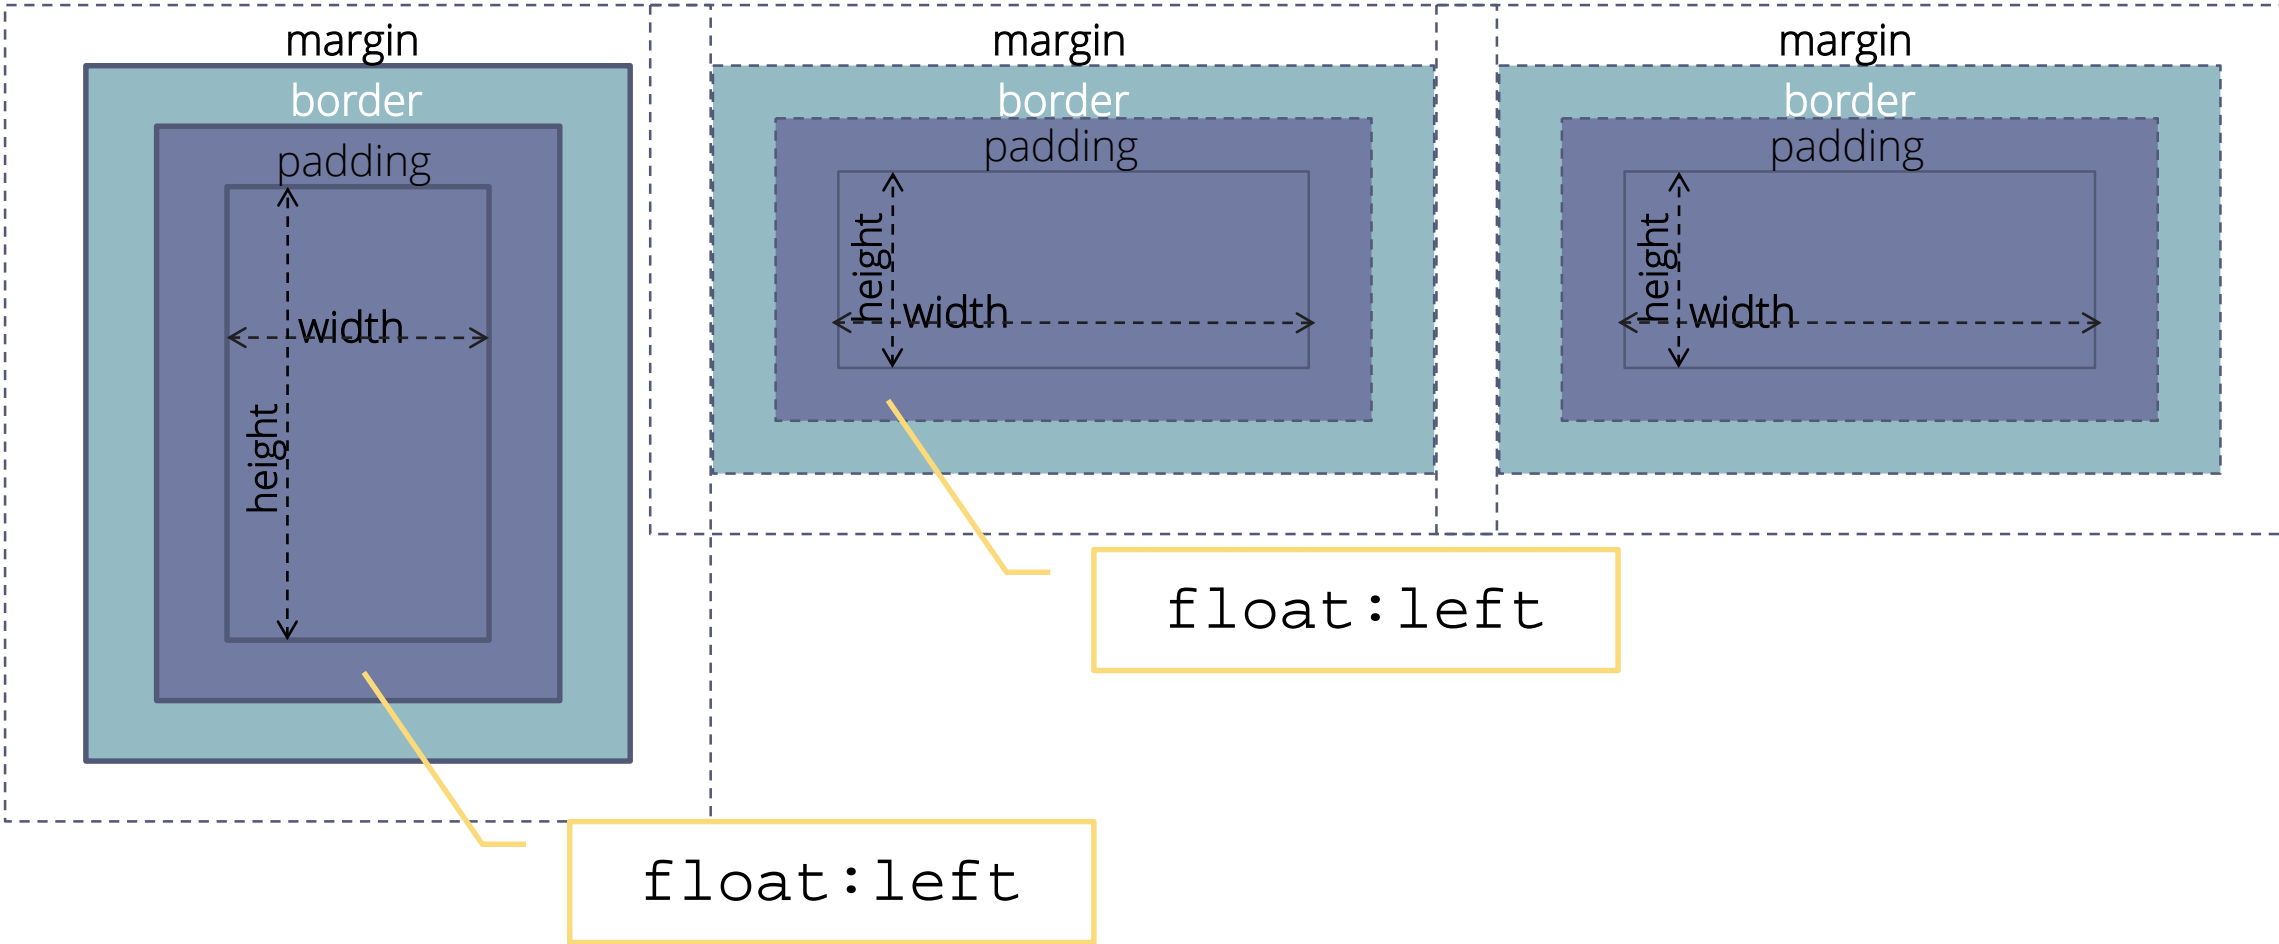 margin
border
padding
width
height
margin
border
padding
height
width
margin
border
padding
height
width
float:left
float:left